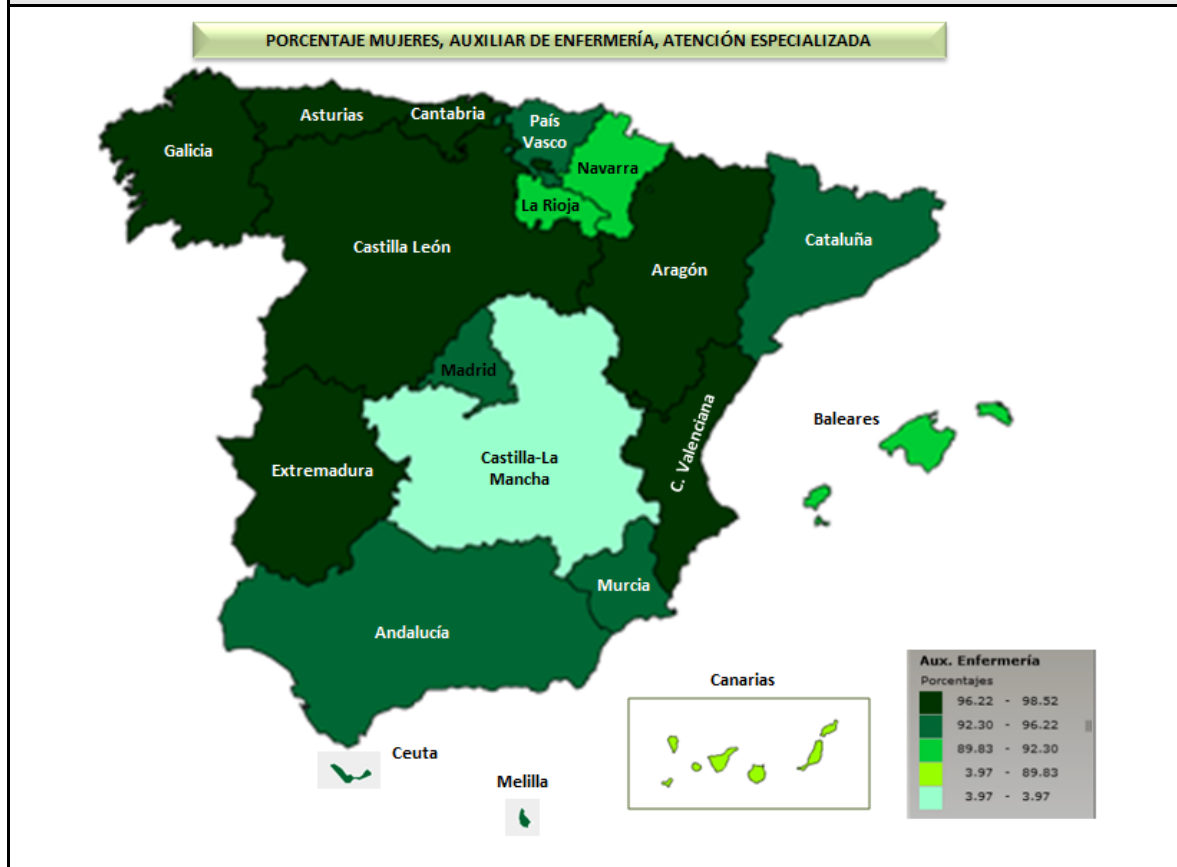 PORCENTAJE MUJERES, AUXILIAR DE ENFERMERÍA, ATENCIÓN ESPECIALIZADA
Galicia
Asturias
Cantabria
País
Vasco
Navarra
La Rioja
Castilla León
Aragón
Cataluña
Madrid
Baleares
Extremadura
Castilla-La
Mancha
C. Valenciana
Murcia
Andalucía
Canarias
Ceuta
Melilla
Aux. Enfermería
Porcentajes
96.22 - 98.52
92.30 - 96.22
89.83 - 92.30
3.97 - 89.83
3.97 - 3.97